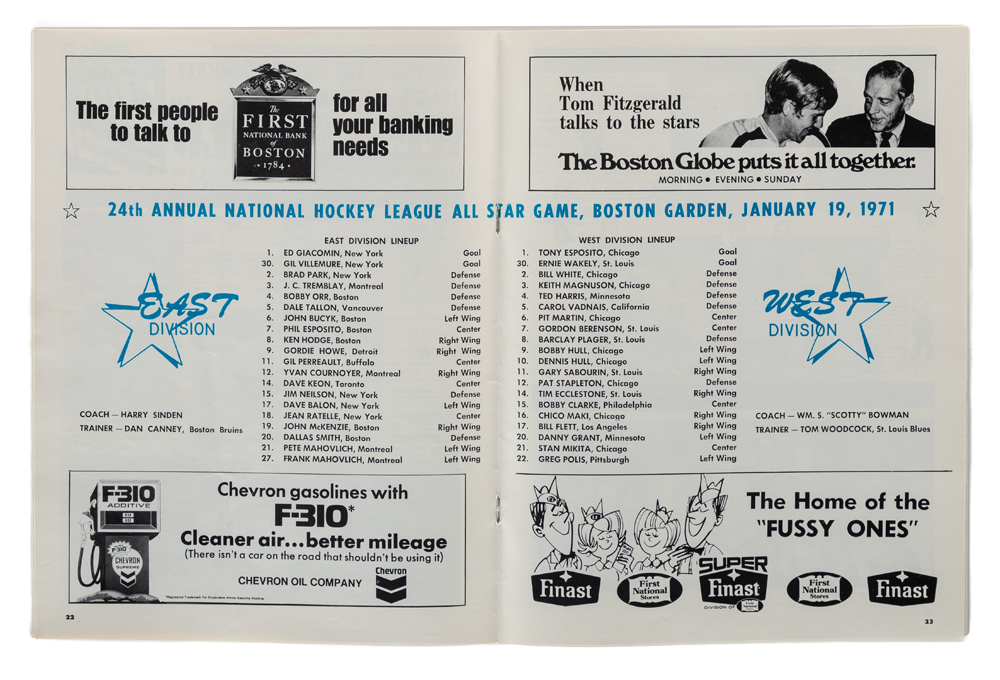 The first people
to talk to
The
FIRST
NATIONAL BANK
of
BOSTON
• 1784 •
for all
your banking
needs
When
Tom Fitzgerald
talks to the stars
The Boston Globe puts it all together.
MORNING • EVENING • SUNDAY
24th ANNUAL NATIONAL HOCKEY LEAGUE ALL STAR GAME, BOSTON GARDEN, JANUARY 19, 1971
EAST
DIVISION
COACH — HARRY SINDEN
TRAINER — DAN CANNEY, Boston Bruins
EAST DIVISION LINEUP
1. ED GIACOMIN, New York Goal
30. GIL VILLEMURE, New York Goal
2. BRAD PARK, New York Defense
3. J. C. TREMBLAY, Montreal Defense
4. BOBBY ORR, Boston Defense
5. DALE TALLON, Vancouver Defense
6. JOHN BUCYK, Boston Left Wing
7. PHIL ESPOSITO, Boston Center
8. KEN HODGE, Boston Right Wing
9. GORDIE HOWE, Detroit Right Wing
11. GIL PERREAULT, Buffalo Center
12. YVAN COURNOYER, Montreal Right Wing
14. DAVE KEON, Toronto Center
15. JIM NEILSON, New York Defense
17. DAVE BALON, New York Left Wing
18. JEAN RATELLE, New York Center
19. JOHN McKENZIE, Boston Right Wing
20. DALLAS SMITH, Boston Defense
21. PETE MAHOVLICH, Montreal Left Wing
27. FRANK MAHOVLICH, Montreal Left Wing
WEST DIVISION LINEUP
1. TONY ESPOSITO, Chicago Goal
30. ERNIE WAKELY, St. Louis Goal
2. BILL WHITE, Chicago Defense
3. KEITH MAGNUSON, Chicago Defense
4. TED HARRIS, Minnesota Defense
5. CAROL VADNAIS, California Defense
6. PIT MARTIN, Chicago Center
7. GORDON BERENSON, St. Louis Center
8. BARCLAY PLAGER, St. Louis Defense
9. BOBBY HULL, Chicago Left Wing
10. DENNIS HULL, Chicago Left Wing
11. GARY SABOURIN, St. Louis Right Wing
12. PAT STAPLETON, Chicago Defense
14. TIM ECCLESTONE, St. Louis Right Wing
15. BOBBY CLARKE, Philadelphia Center
16. CHICO MAKI, Chicago Right Wing
17. BILL FLETT, Los Angeles Right Wing
20. DANNY GRANT, Minnesota Left Wing
21. STAN MIKITA, Chicago Center
22. GREG POLIS, Pittsburgh Left Wing
WEST
DIVISION
COACH — WM. S. "SCOTTY" BOWMAN
TRAINER — TOM WOODCOCK, St. Louis Blues
F-310
ADDITIVE
F-310
CHEVRON
SUPREME
Chevron gasolines with
F-310*
Cleaner air...better mileage
(There isn't a car on the road that shouldn't be using it)
CHEVRON OIL COMPANY
Chevron
*Registered Trademark For Polybutene Amine Gasoline Additive
The Home of the
"FUSSY ONES"
Finast
First
National
Stores
SUPER
Finast
DIVISION OF First National Stores
First
National
Stores
Finast
22
23